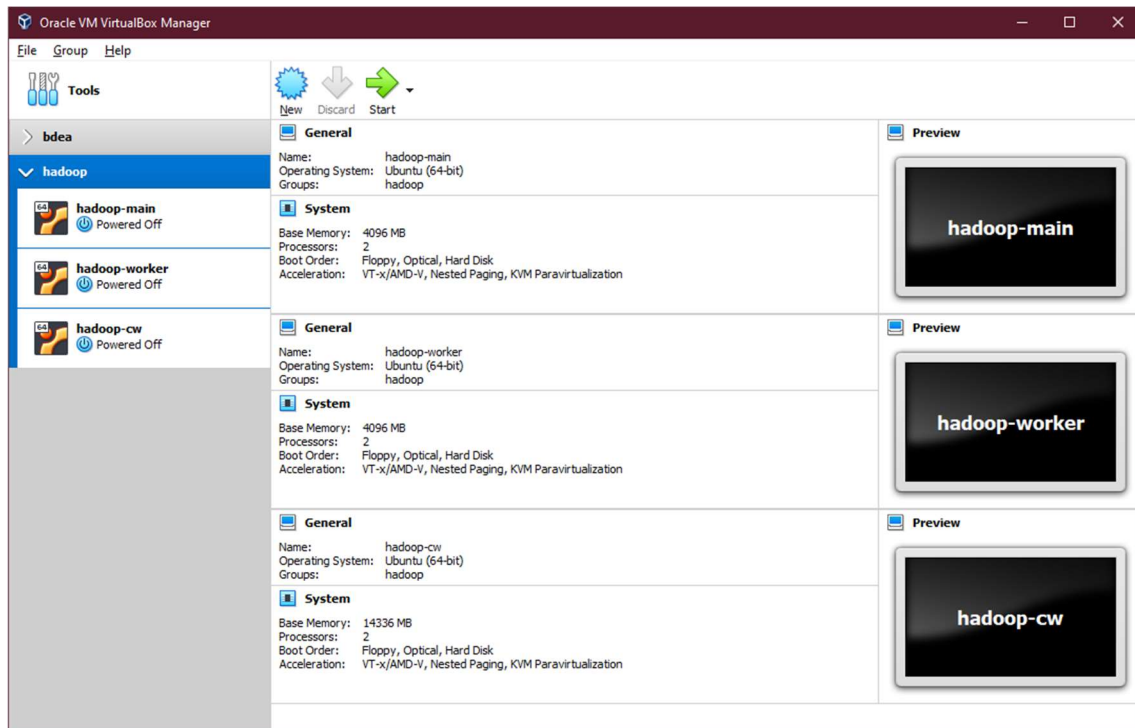 Oracle VM VirtualBox Manager
File Group Help
Tools
New Discard Start
bdea
hadoop
64
hadoop-main
Powered Off
64
hadoop-worker
Powered Off
64
hadoop-cw
Powered Off
General
Name: hadoop-main
Operating System: Ubuntu (64-bit)
Groups: hadoop
System
Base Memory: 4096 MB
Processors: 2
Boot Order: Floppy, Optical, Hard Disk
Acceleration: VT-x/AMD-V, Nested Paging, KVM Paravirtualization
Preview
hadoop-main
General
Name: hadoop-worker
Operating System: Ubuntu (64-bit)
Groups: hadoop
System
Base Memory: 4096 MB
Processors: 2
Boot Order: Floppy, Optical, Hard Disk
Acceleration: VT-x/AMD-V, Nested Paging, KVM Paravirtualization
Preview
hadoop-worker
General
Name: hadoop-cw
Operating System: Ubuntu (64-bit)
Groups: hadoop
System
Base Memory: 14336 MB
Processors: 2
Boot Order: Floppy, Optical, Hard Disk
Acceleration: VT-x/AMD-V, Nested Paging, KVM Paravirtualization
Preview
hadoop-cw